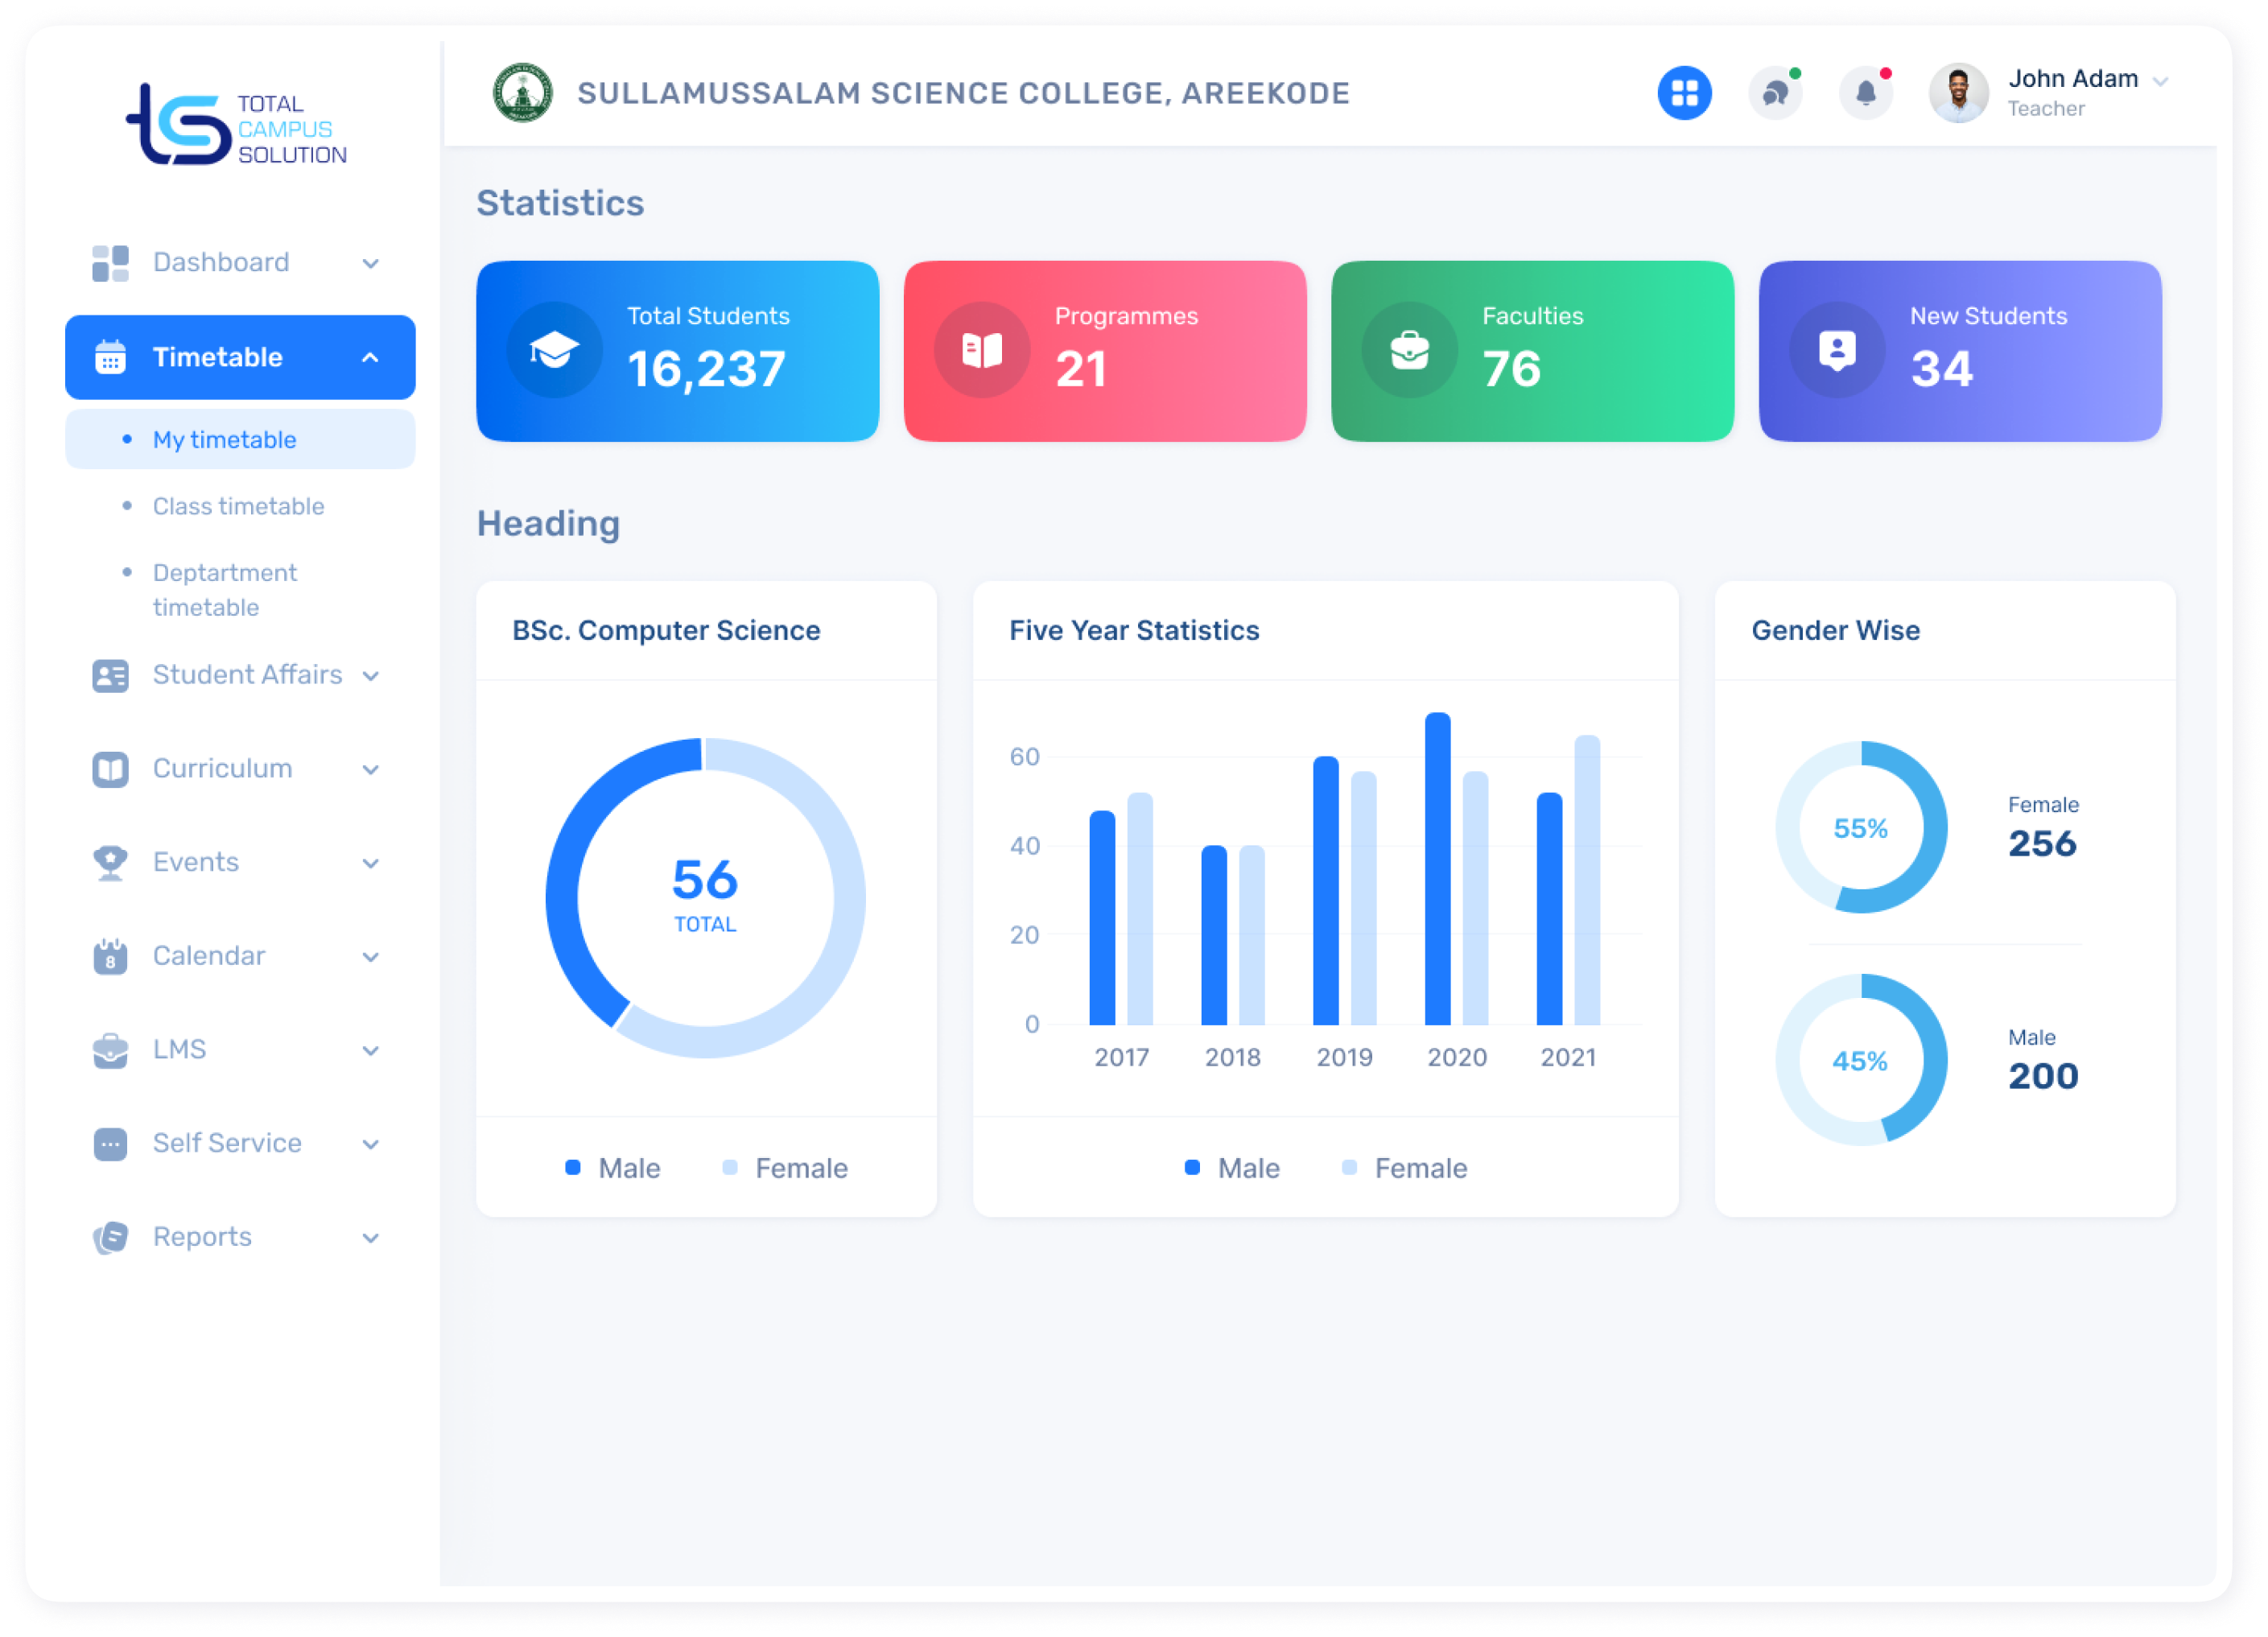 TOTAL
CAMPUS
SOLUTION
SULLAMUSSALAM SCIENCE COLLEGE, AREEKODE
John Adam
Teacher
Dashboard
Timetable
My timetable
Class timetable
Deptartment
timetable
Student Affairs
Curriculum
Events
8
Calendar
LMS
Self Service
Reports
Statistics
Total Students
16,237
Programmes
21
Faculties
76
New Students
34
Heading
BSc. Computer Science
56
TOTAL
Male Female
Five Year Statistics
60
40
20
0
2017 2018 2019 2020 2021
Male Female
Gender Wise
55%
Female
256
45%
Male
200